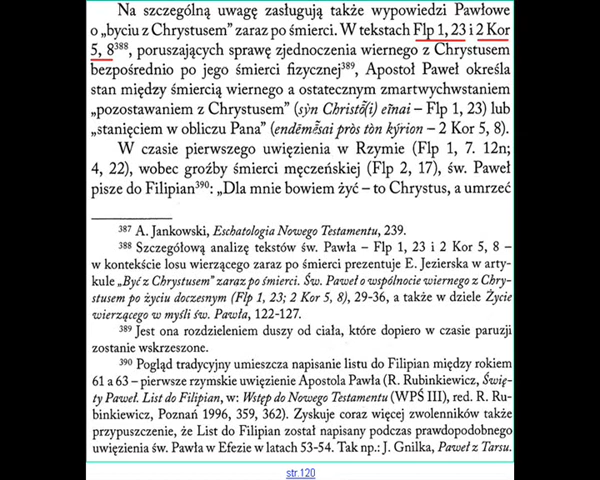 Na szczególną uwagę zasługują także wypowiedzi Pawłowe
o „byciu z Chrystusem” zaraz po śmierci. W tekstach Flp 1, 23 i 2 Kor
5, 8³⁸⁸, poruszających sprawę zjednoczenia wiernego z Chrystusem
bezpośrednio po jego śmierci fizycznej³⁸⁹, Apostoł Paweł określa
stan między śmiercią wiernego a ostatecznym zmartwychwstaniem
„pozostawaniem z Chrystusem” (sỳn Christō̃(i) eĩnai – Flp 1, 23) lub
„stanięciem w obliczu Pana” (endēmē̃sai pròs tòn kýrion – 2 Kor 5, 8).
W czasie pierwszego uwięzienia w Rzymie (Flp 1, 7. 12n;
4, 22), wobec groźby śmierci męczeńskiej (Flp 2, 17), św. Paweł
pisze do Filipian³⁹⁰: „Dla mnie bowiem żyć – to Chrystus, a umrzeć
³⁸⁷ A. Jankowski, Eschatologia Nowego Testamentu, 239.
³⁸⁸ Szczegółową analizę tekstów św. Pawła – Flp 1, 23 i 2 Kor 5, 8 –
w kontekście losu wierzącego zaraz po śmierci prezentuje E. Jezierska w arty-
kule „Być z Chrystusem” zaraz po śmierci. Św. Paweł o wspólnocie wiernego z Chry-
stusem po życiu doczesnym (Flp 1, 23; 2 Kor 5, 8), 29-36, a także w dziele Życie
wierzącego w myśli św. Pawła, 122-127.
³⁸⁹ Jest ona rozdzieleniem duszy od ciała, które dopiero w czasie paruzji
zostanie wskrzeszone.
³⁹⁰ Pogląd tradycyjny umieszcza napisanie listu do Filipian między rokiem
61 a 63 – pierwsze rzymskie uwięzienie Apostola Pawła (R. Rubinkiewicz, Świę-
ty Paweł. List do Filipian, w: Wstęp do Nowego Testamentu (WPŚ III), red. R. Ru-
binkiewicz, Poznań 1996, 359, 362). Zyskuje coraz więcej zwolenników także
przypuszczenie, że List do Filipian został napisany podczas prawdopodobnego
uwięzienia św. Pawła w Efezie w latach 53-54. Tak np.: J. Gnilka, Paweł z Tarsu.
str.120